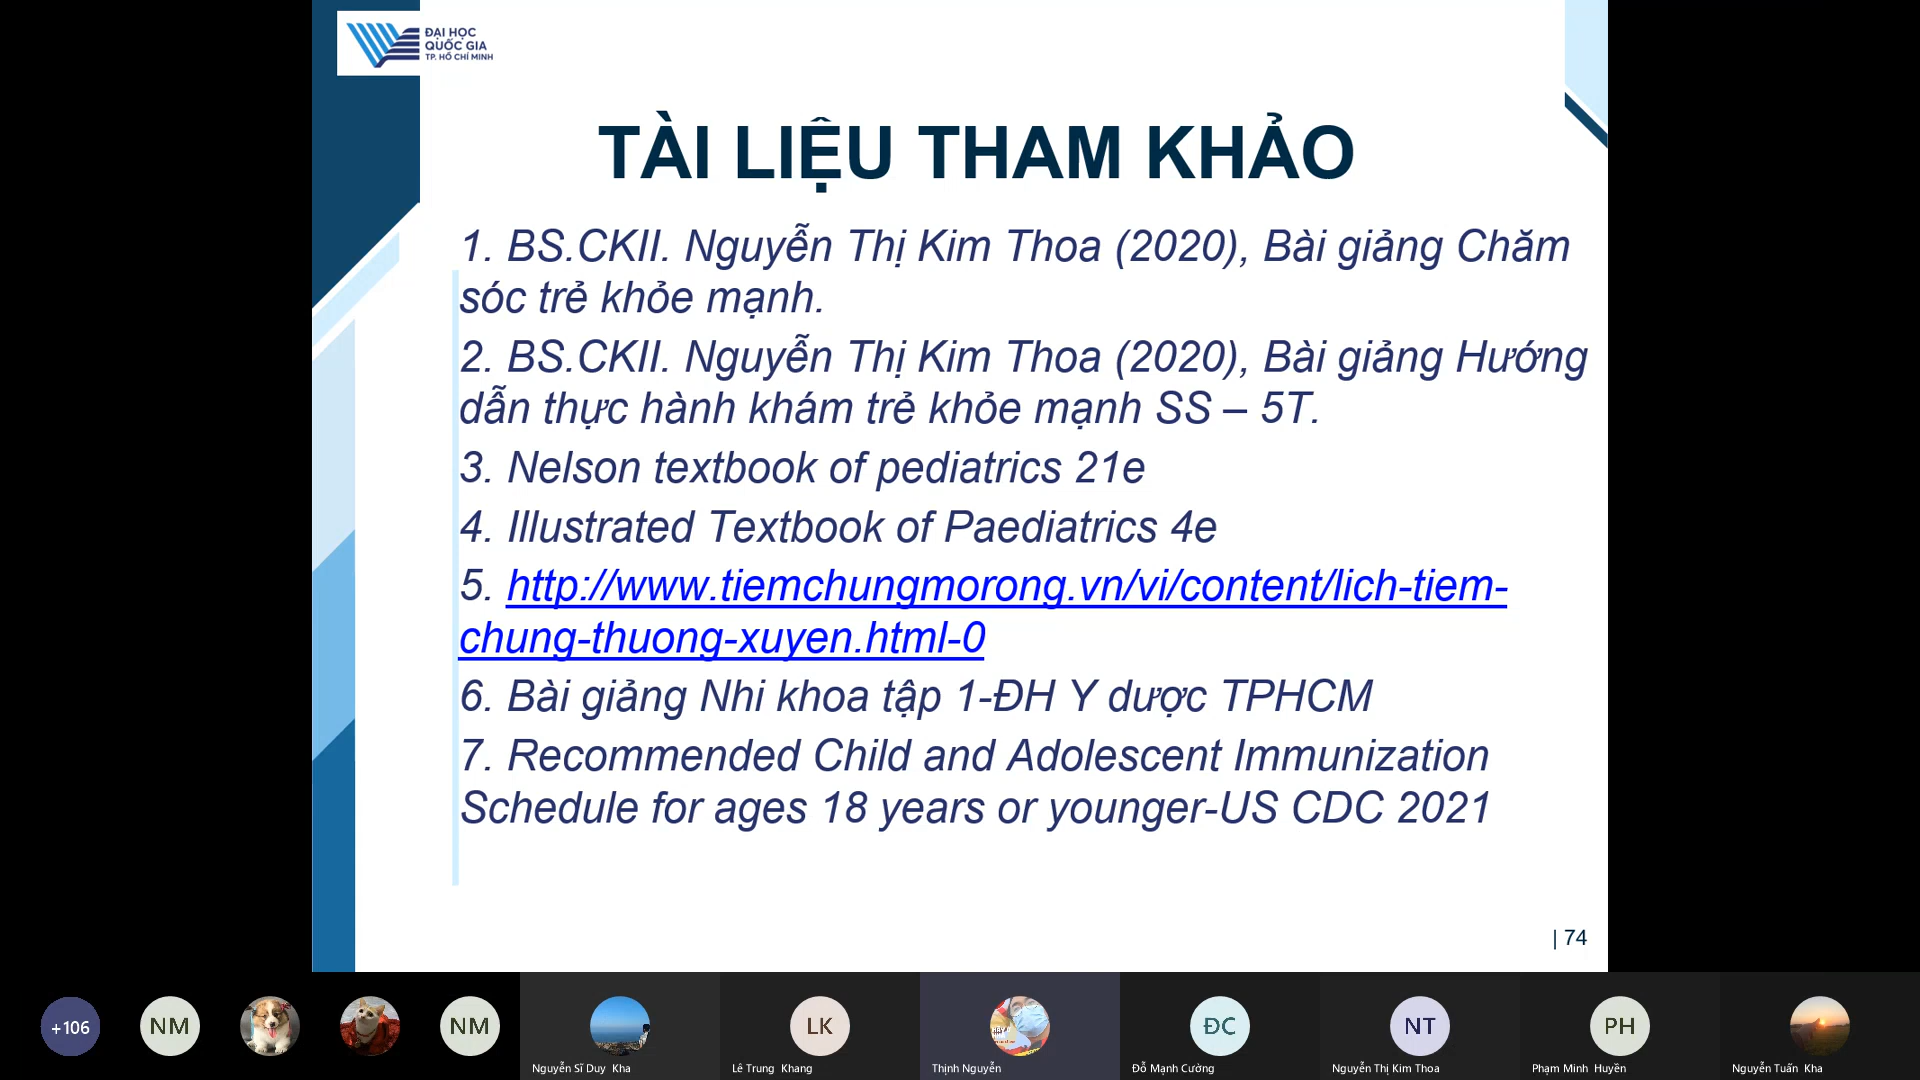 ĐẠI HỌC
QUỐC GIA
TP. HỒ CHÍ MINH
TÀI LIỆU THAM KHẢO
1. BS.CKII. Nguyễn Thị Kim Thoa (2020), Bài giảng Chăm
sóc trẻ khỏe mạnh.
2. BS.CKII. Nguyễn Thị Kim Thoa (2020), Bài giảng Hướng
dẫn thực hành khám trẻ khỏe mạnh SS – 5T.
3. Nelson textbook of pediatrics 21e
4. Illustrated Textbook of Paediatrics 4e
5. http://www.tiemchungmorong.vn/vi/content/lich-tiem-
chung-thuong-xuyen.html-0
6. Bài giảng Nhi khoa tập 1-ĐH Y dược TPHCM
7. Recommended Child and Adolescent Immunization
Schedule for ages 18 years or younger-US CDC 2021
| 74
+106
NM
NM
LK
ĐC
NT
PH
Nguyễn Sĩ Duy Kha
Lê Trung Khang
Thịnh Nguyễn
Đỗ Mạnh Cường
Nguyễn Thị Kim Thoa
Phạm Minh Huyền
Nguyễn Tuấn Kha